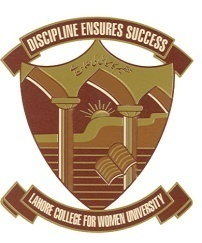 DISCIPLINE ENSURES SUCCESS
LAHORE COLLEGE FOR WOMEN UNIVERSITY